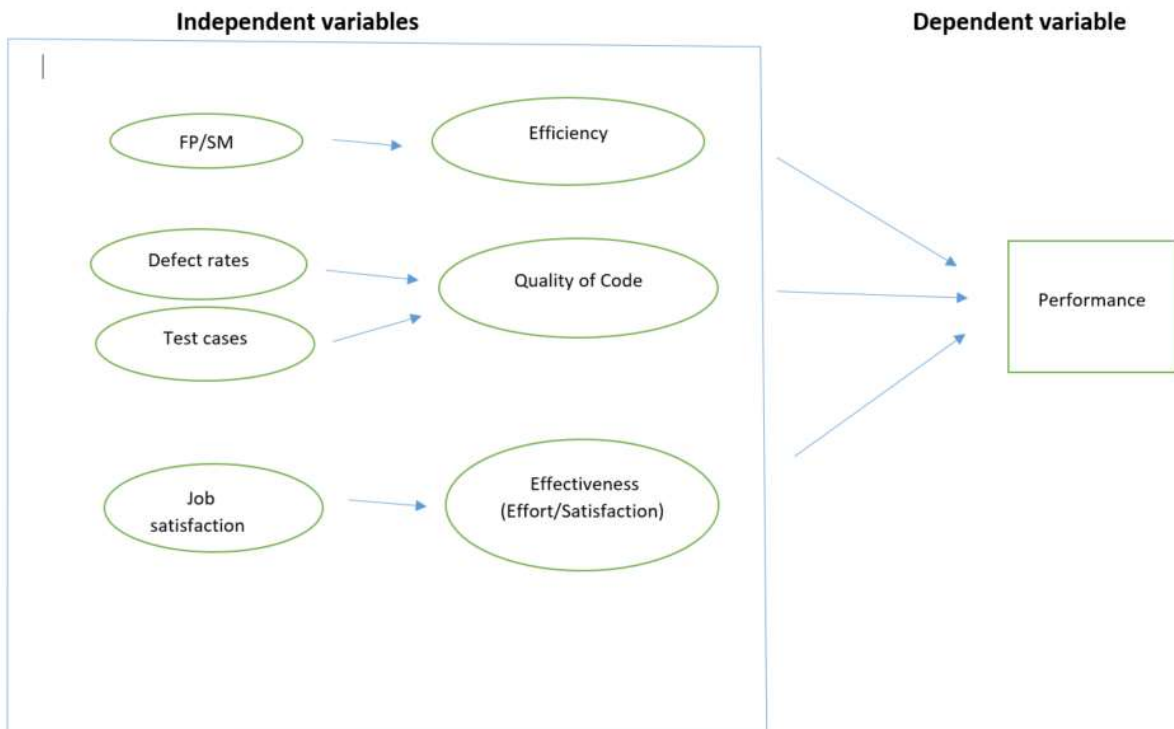 Independent variables
Dependent variable
FP/SM
Efficiency
Defect rates
Quality of Code
Test cases
Performance
Job
satisfaction
Effectiveness
(Effort/Satisfaction)